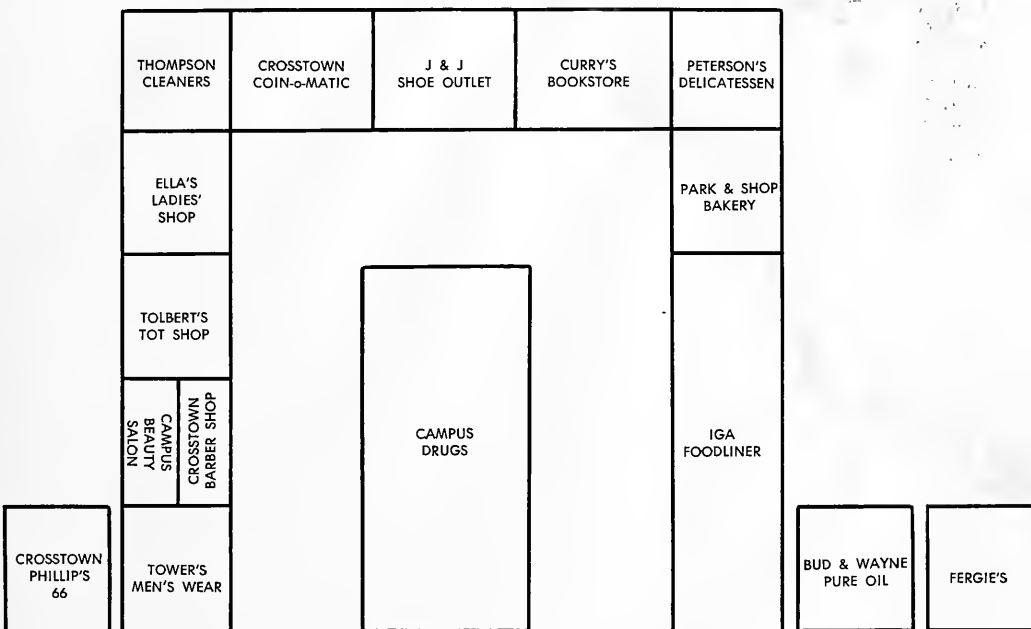 THOMPSON
CLEANERS
CROSSTOWN
COIN-o-MATIC
J & J
SHOE OUTLET
CURRY'S
BOOKSTORE
PETERSON'S
DELICATESSEN
ELLA'S
LADIES'
SHOP
PARK & SHOP
BAKERY
TOLBERT'S
TOT SHOP
CAMPUS
BEAUTY
SALON
CROSSTOWN
BARBER SHOP
CAMPUS
DRUGS
IGA
FOODLINER
CROSSTOWN
PHILLIP'S
66
TOWER'S
MEN'S WEAR
BUD & WAYNE
PURE OIL
FERGIE'S